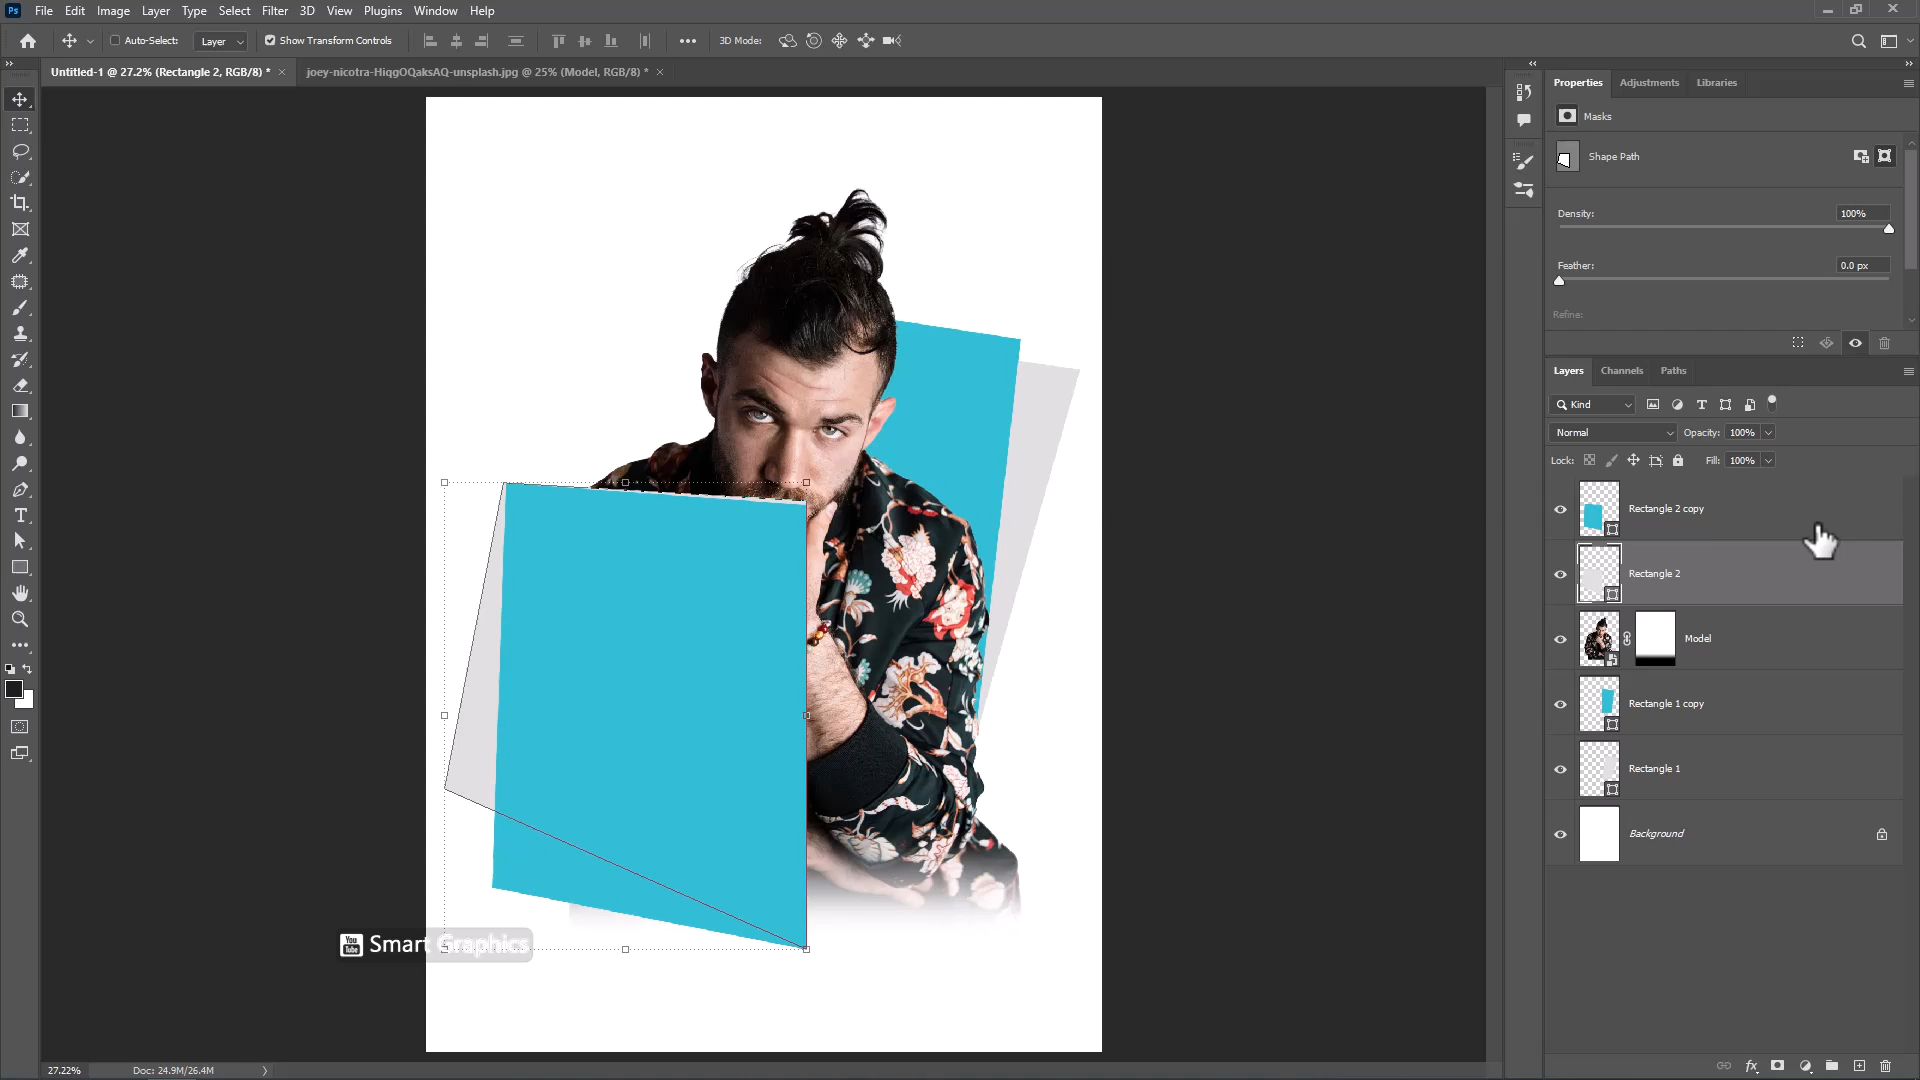 Ps File Edit Image Layer Type Select Filter 3D View Plugins Window Help
Auto-Select: Layer Show Transform Controls 3D Mode:
Untitled-1 @ 27.2% (Rectangle 2, RGB/8) * joey-nicotra-HiqgOQaksAQ-unsplash.jpg @ 25% (Model, RGB/8) *
Properties Adjustments Libraries
Masks
Shape Path
Density: 100%
Feather: 0.0 px
Refine:
Layers Channels Paths
Kind
Normal Opacity: 100%
Lock: Fill: 100%
Rectangle 2 copy
Rectangle 2
Model
Rectangle 1 copy
Rectangle 1
Background
You Tube Smart Graphics
27.22% Doc: 24.9M/26.4M
fx